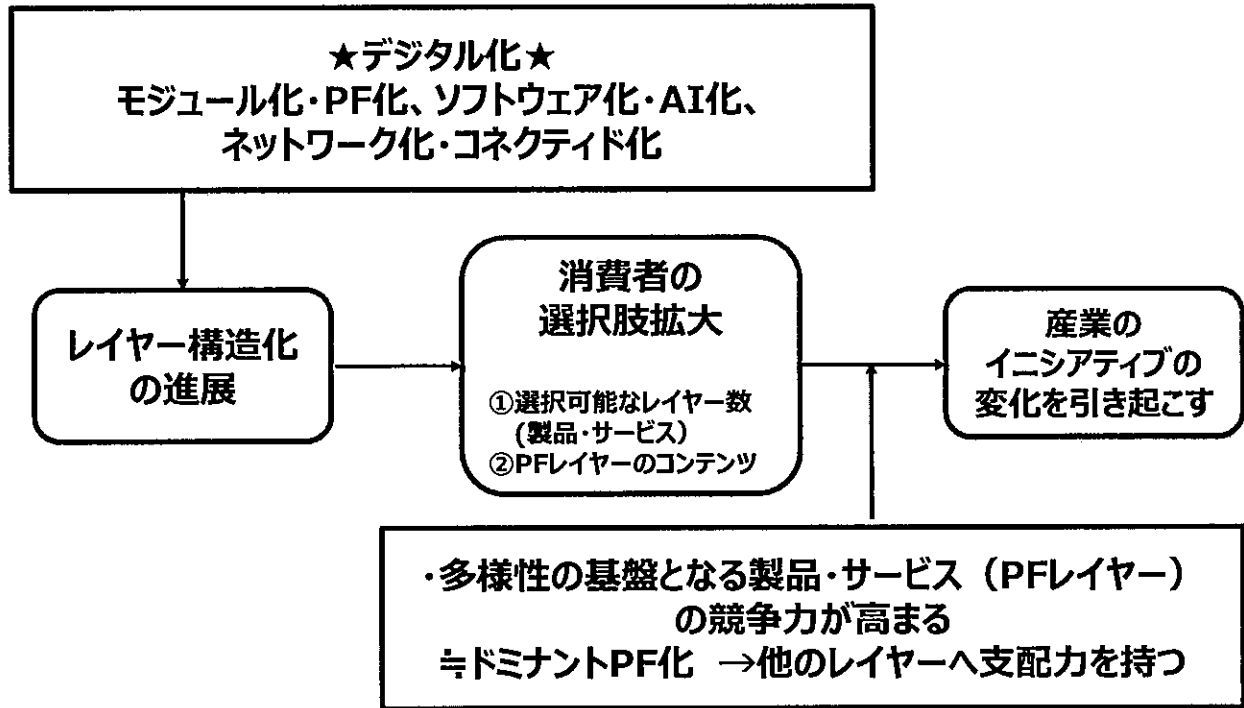 ★デジタル化★
モジュール化・PF化、ソフトウェア化・AI化、
ネットワーク化・コネクティド化
レイヤー構造化
の進展
消費者の
選択肢拡大
①選択可能なレイヤー数
(製品・サービス）
②PFレイヤーのコンテンツ
産業の
イニシアティブの
変化を引き起こす
・多様性の基盤となる製品・サービス（PFレイヤー）
の競争力が高まる
≒ドミナントPF化 →他のレイヤーへ支配力を持つ